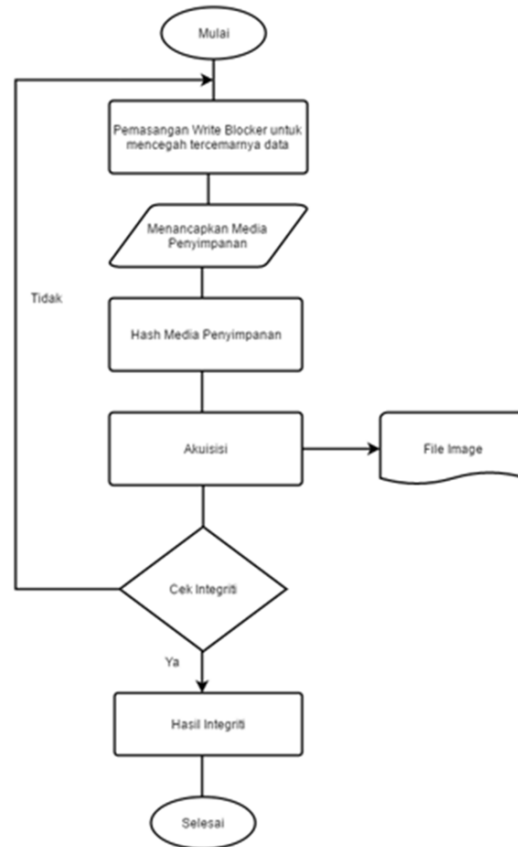 Mulai
Pemasangan Write Blocker untuk
mencegah tercemarnya data
Menancapkan Media
Penyimpanan
Tidak
Hash Media Penyimpanan
Akuisisi
File Image
Cek Integriti
Ya
Hasil Integriti
Selesai